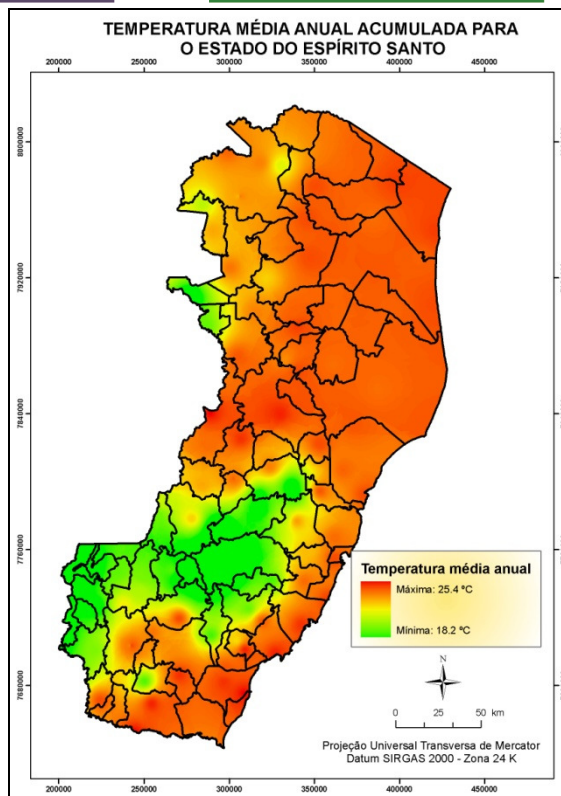 TEMPERATURA MÉDIA ANUAL ACUMULADA PARA
O ESTADO DO ESPÍRITO SANTO
200000 250000 300000 350000 400000 450000
8000000
7920000
7840000
7760000
7680000
Temperatura média anual
Máxima: 25.4 ºC
Mínima: 18.2 ºC
N
0 25 50 km
Projeção Universal Transversa de Mercator
Datum SIRGAS 2000 - Zona 24 K
200000 250000 300000 350000 400000 450000